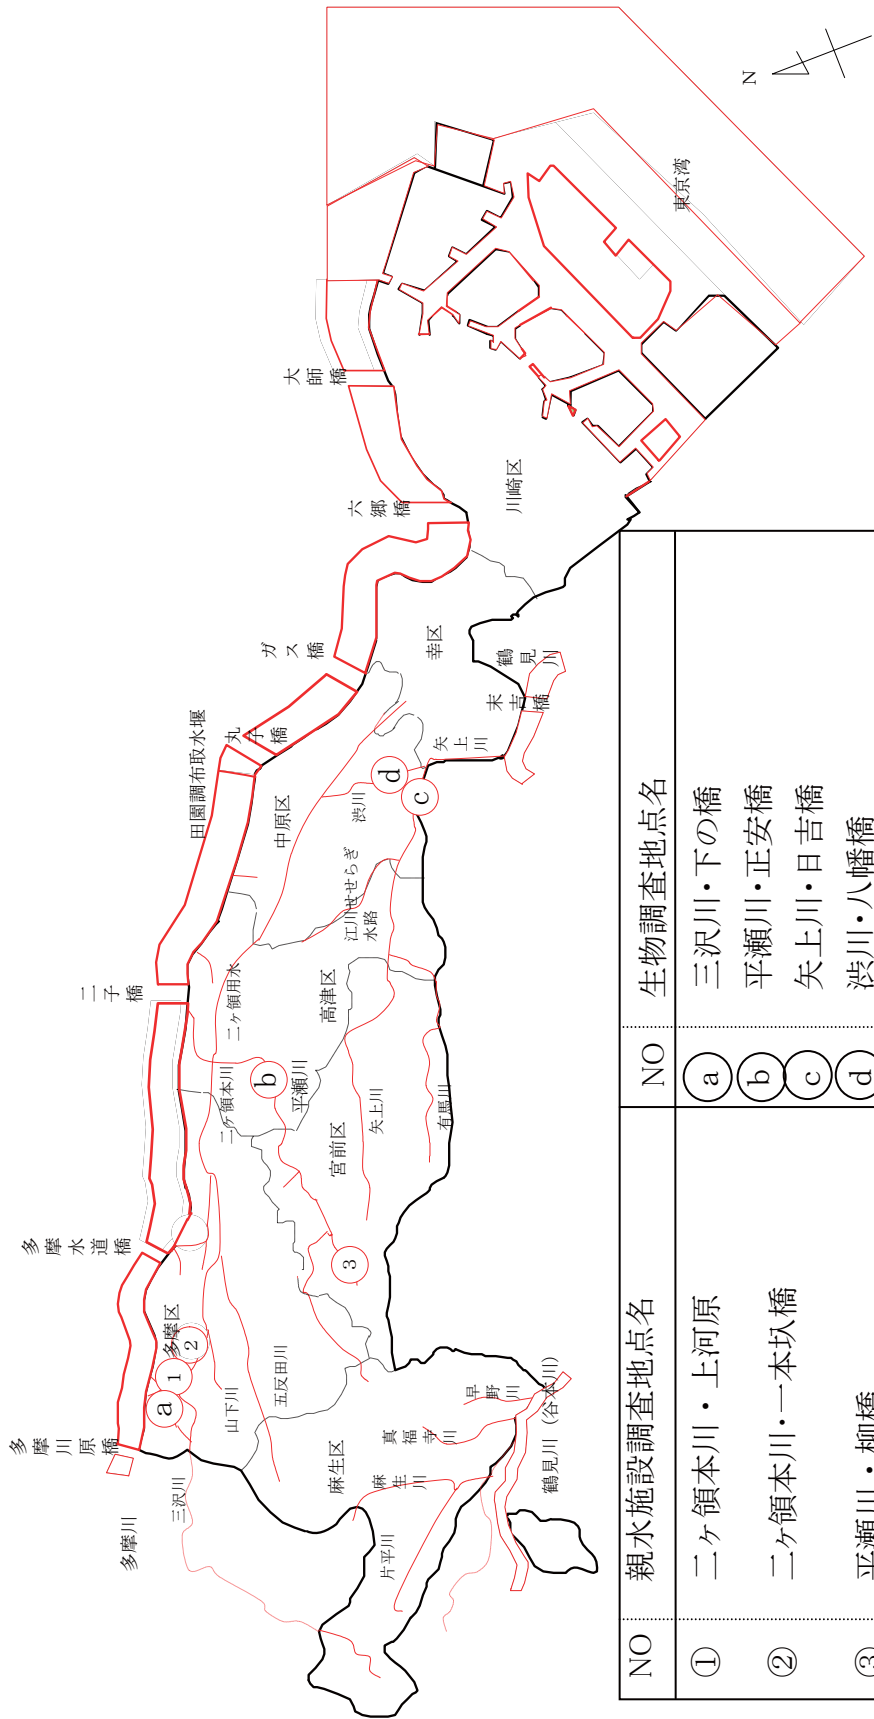 N
東京湾
大師橋
六郷橋
川崎区
ガス橋
幸区
鶴見川
末吉橋
田園調布取水堰
丸子橋
中原区
渋川
矢上川
d
c
江川せせらぎ
水路
二子橋
二ヶ領用水
高津区
二ヶ領本川
b
平瀬川
宮前区
矢上川
有馬川
多摩水道橋
3
多摩区
2
1
a
山下川
五反田川
多摩川原橋
多摩川
三沢川
麻生区
真福寺川
早野川
麻生川
片平川
鶴見川 (谷本川)
NO 親水施設調査地点名 NO 生物調査地点名
① 二ヶ領本川・上河原 a 三沢川・下の橋
② 二ヶ領本川・一本圦橋 b 平瀬川・正安橋
c 矢上川・日吉橋
③ 平瀬川・柳橋 d 渋川・八幡橋